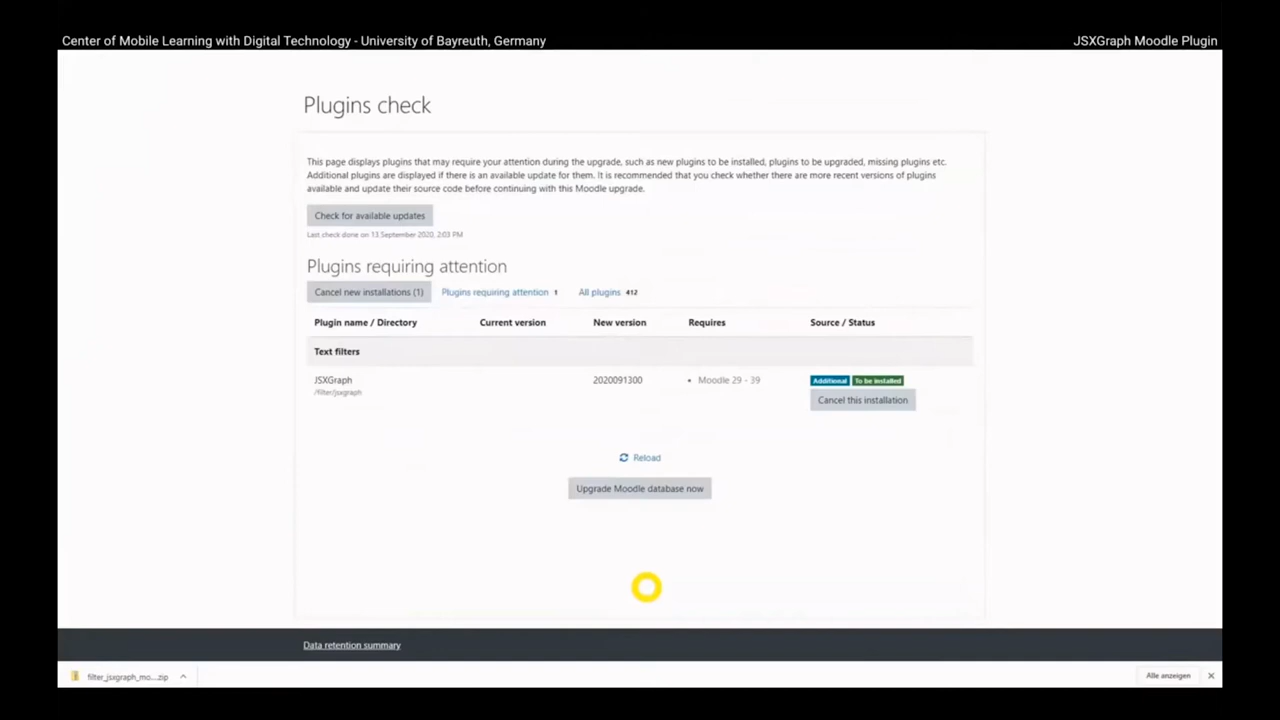 Center of Mobile Learning with Digital Technology - University of Bayreuth, Germany
JSXGraph Moodle Plugin
Plugins check
This page displays plugins that may require your attention during the upgrade, such as new plugins to be installed, plugins to be upgraded, missing plugins etc.
Additional plugins are displayed if there is an available update for them. It is recommended that you check whether there are more recent versions of plugins
available and update their source code before continuing with this Moodle upgrade.
Check for available updates
Last check done on 13 September 2020, 2:03 PM
Plugins requiring attention
Cancel new installations (1) Plugins requiring attention 1 All plugins 412
Plugin name / Directory Current version New version Requires Source / Status
Text filters
JSXGraph 2020091300 • Moodle 29 - 39 Additional To be installed
/filter/jsxgraph
Cancel this installation
Reload
Upgrade Moodle database now
Data retention summary
filter_jsxgraph_mo....zip
Alle anzeigen